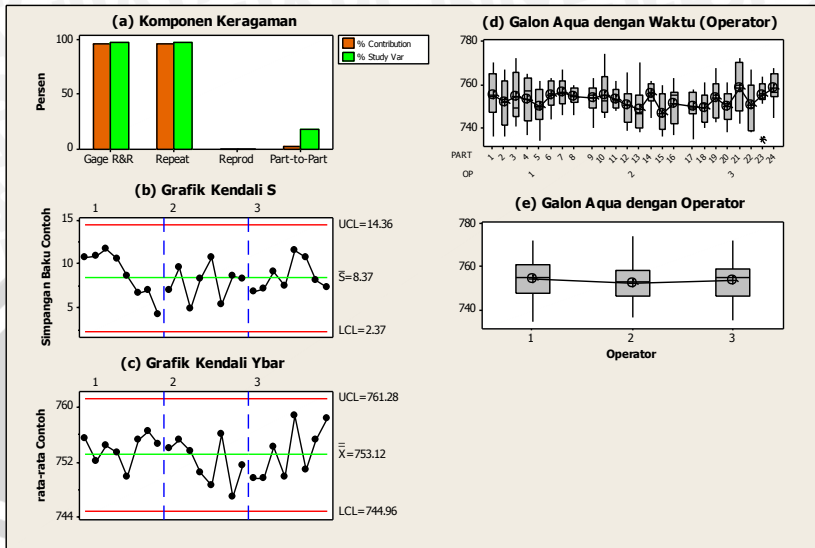 (a) Komponen Keragaman
100
50
0
Persen
Gage R&R Repeat Reprod Part-to-Part
% Contribution
% Study Var
(b) Grafik Kendali S
1 2 3
15
10
5
Simpangan Baku Contoh
UCL=14.36
S=8.37
LCL=2.37
(c) Grafik Kendali Ybar
1 2 3
760
752
744
rata-rata Contoh
UCL=761.28
X=753.12
LCL=744.96
(d) Galon Aqua dengan Waktu (Operator)
780
760
740
PART 1 2 3 4 5 6 7 8 9 10 11 12 13 14 15 16 17 18 19 20 21 22 23 24
OP 1 2 3
(e) Galon Aqua dengan Operator
780
760
740
1 2 3
Operator